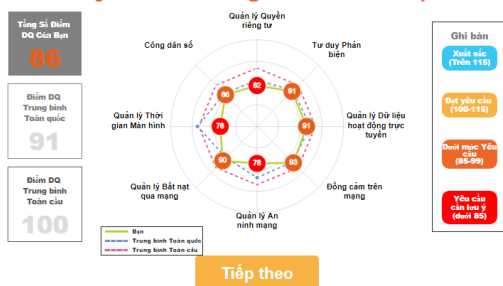 Tổng Số Điểm
DQ Của Bạn
86
Điểm DQ
Trung bình
Toàn quốc
91
Điểm DQ
Trung bình
Toàn cầu
100
Quản lý Quyền
riêng tư
Tư duy Phản
biện
Quản lý Dữ liệu
hoạt động trực
tuyến
Đồng cảm trên
mạng
Quản lý An
ninh mạng
Quản lý Bắt nạt
qua mạng
Quản lý Thời
gian Màn hình
Công dân số
82
91
91
93
78
90
78
86
Bạn
Trung bình Toàn quốc
Trung bình Toàn cầu
Ghi bàn
Xuất sắc
(Trên 115)
Đạt yêu cầu
(100-115)
Dưới mức Yêu
cầu
(85-99)
Yêu cầu
cần lưu ý
(dưới 85)
Tiếp theo